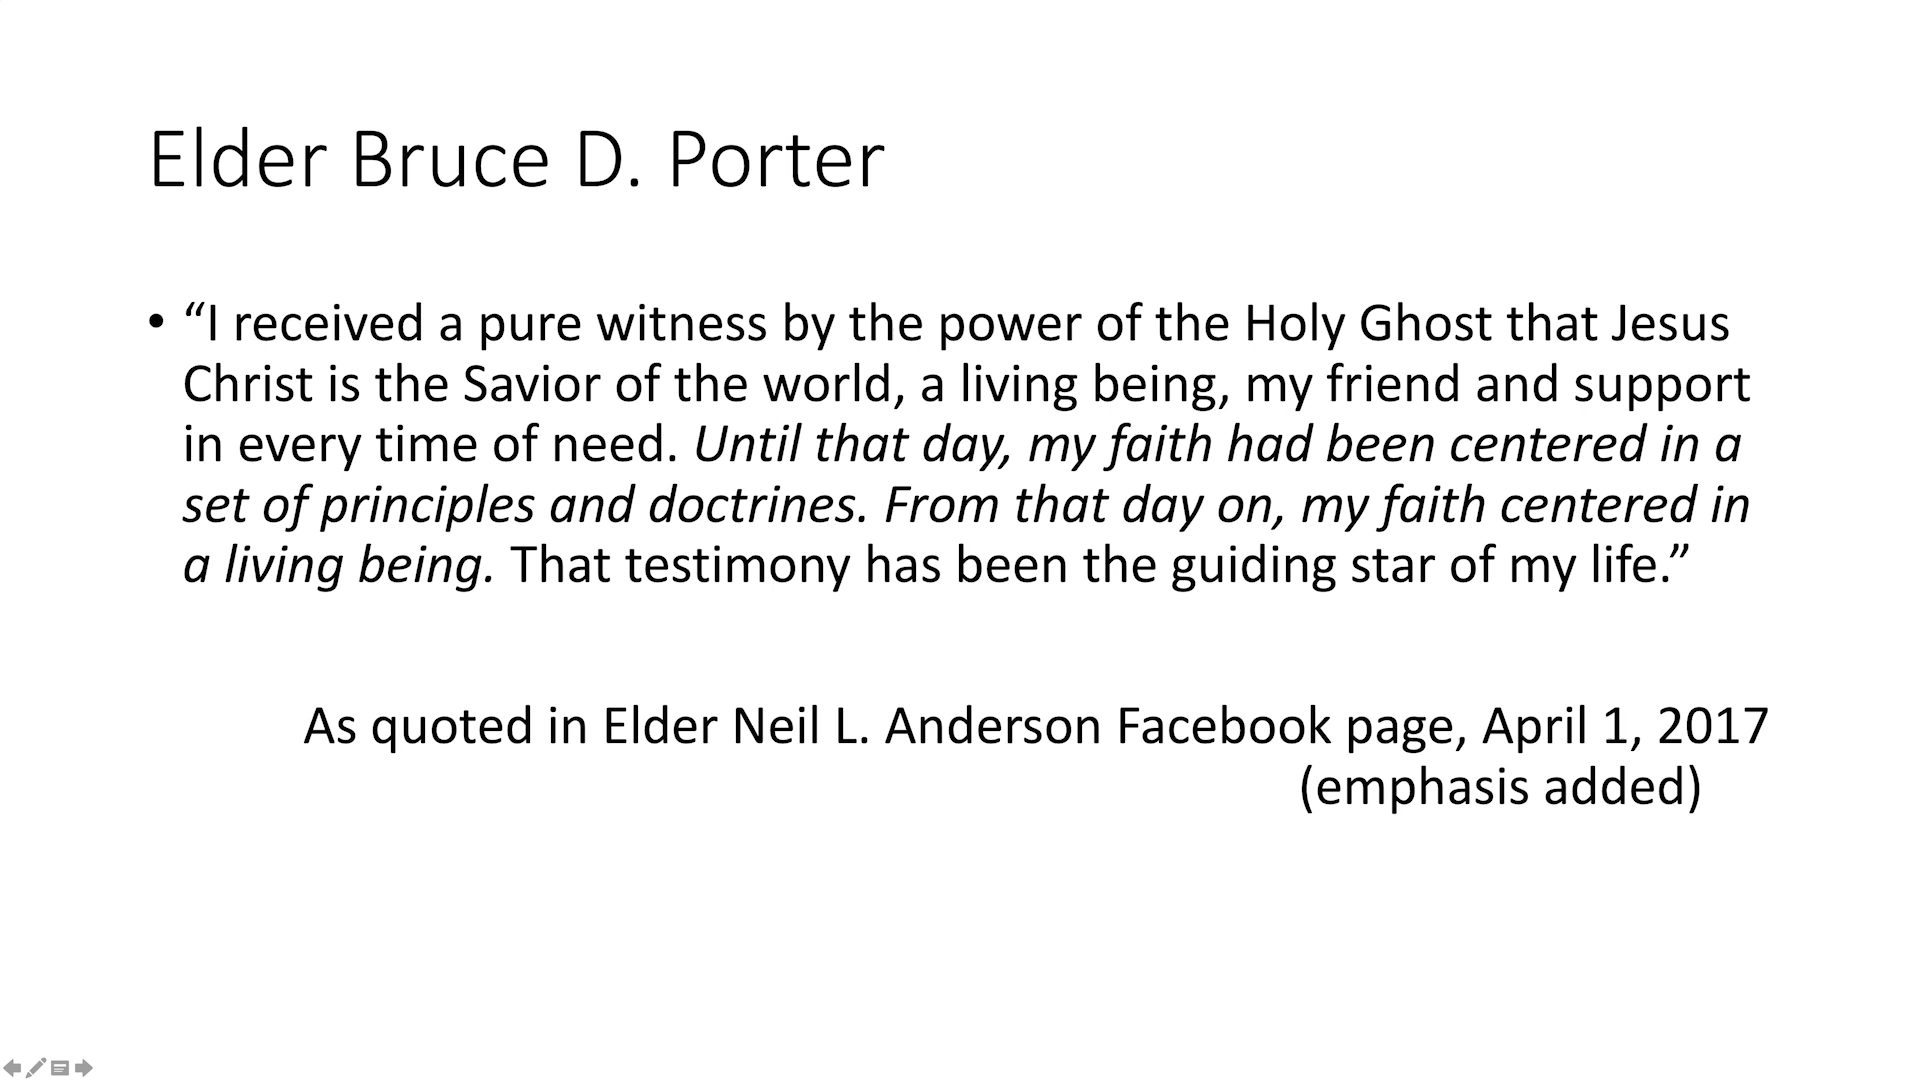 Elder Bruce D. Porter
• “I received a pure witness by the power of the Holy Ghost that Jesus
Christ is the Savior of the world, a living being, my friend and support
in every time of need. Until that day, my faith had been centered in a
set of principles and doctrines. From that day on, my faith centered in
a living being. That testimony has been the guiding star of my life.”
As quoted in Elder Neil L. Anderson Facebook page, April 1, 2017
(emphasis added)